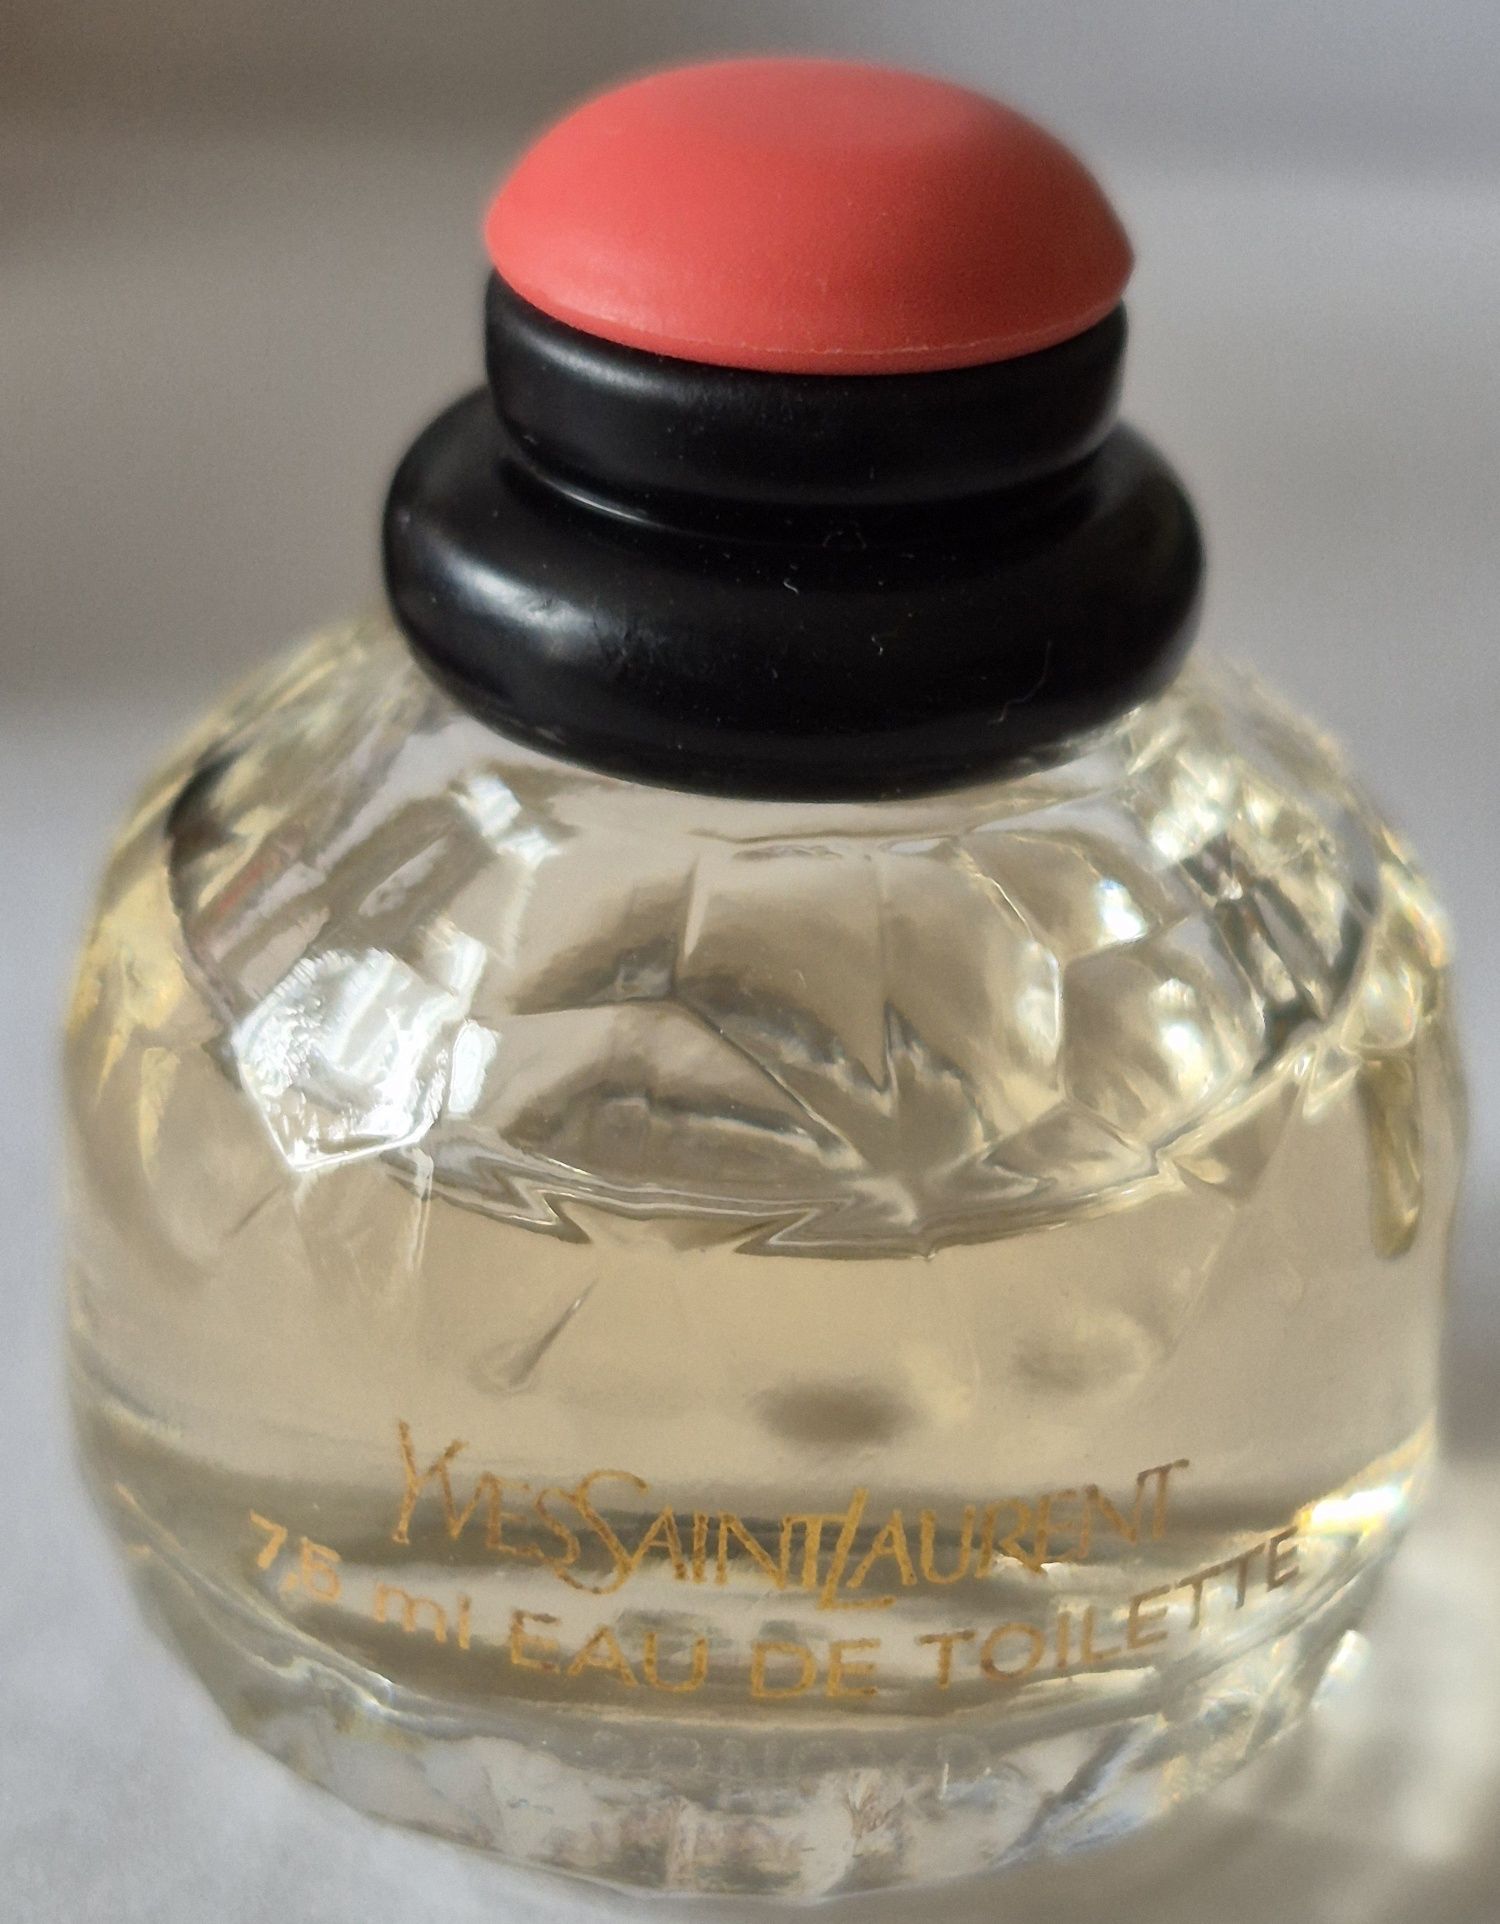 YVESSAINTLAURENT
7,5 ml EAU DE TOILETTE